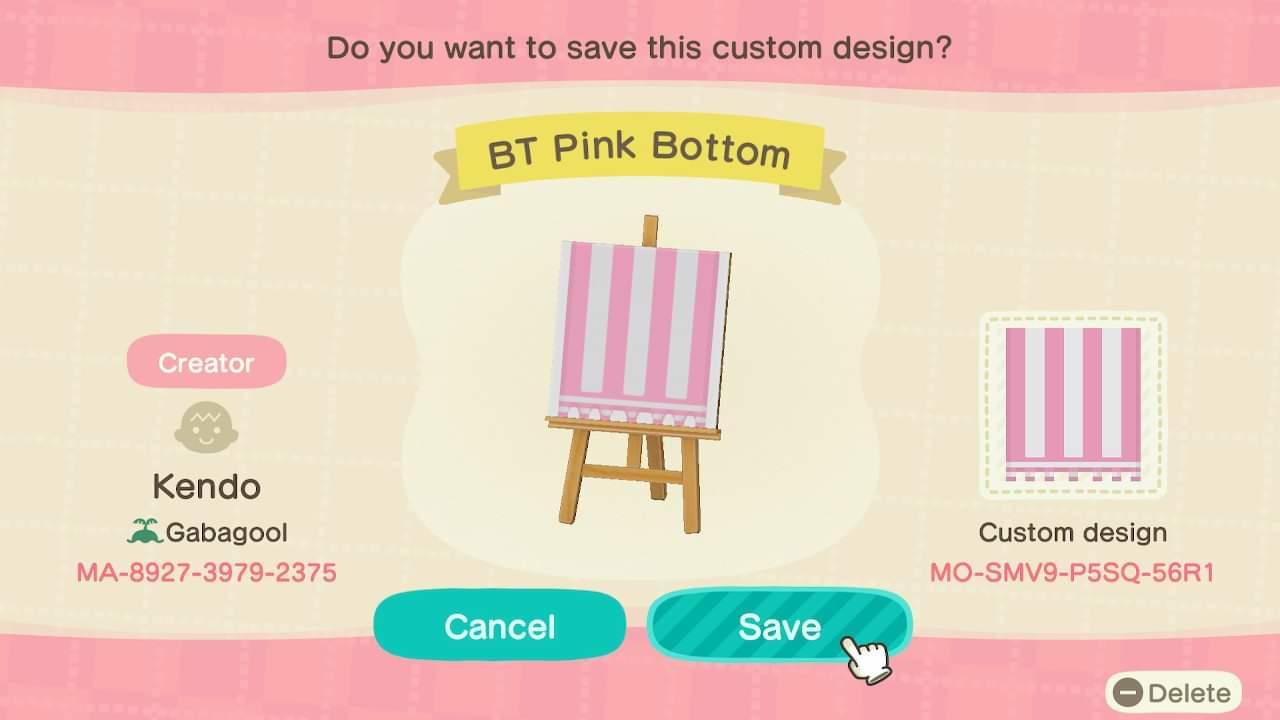 Do you want to save this custom design?
BT Pink Bottom
Creator
Kendo
Gabagool
MA-8927-3979-2375
Custom design
MO-SMV9-P5SQ-56R1
Cancel
Save
Delete